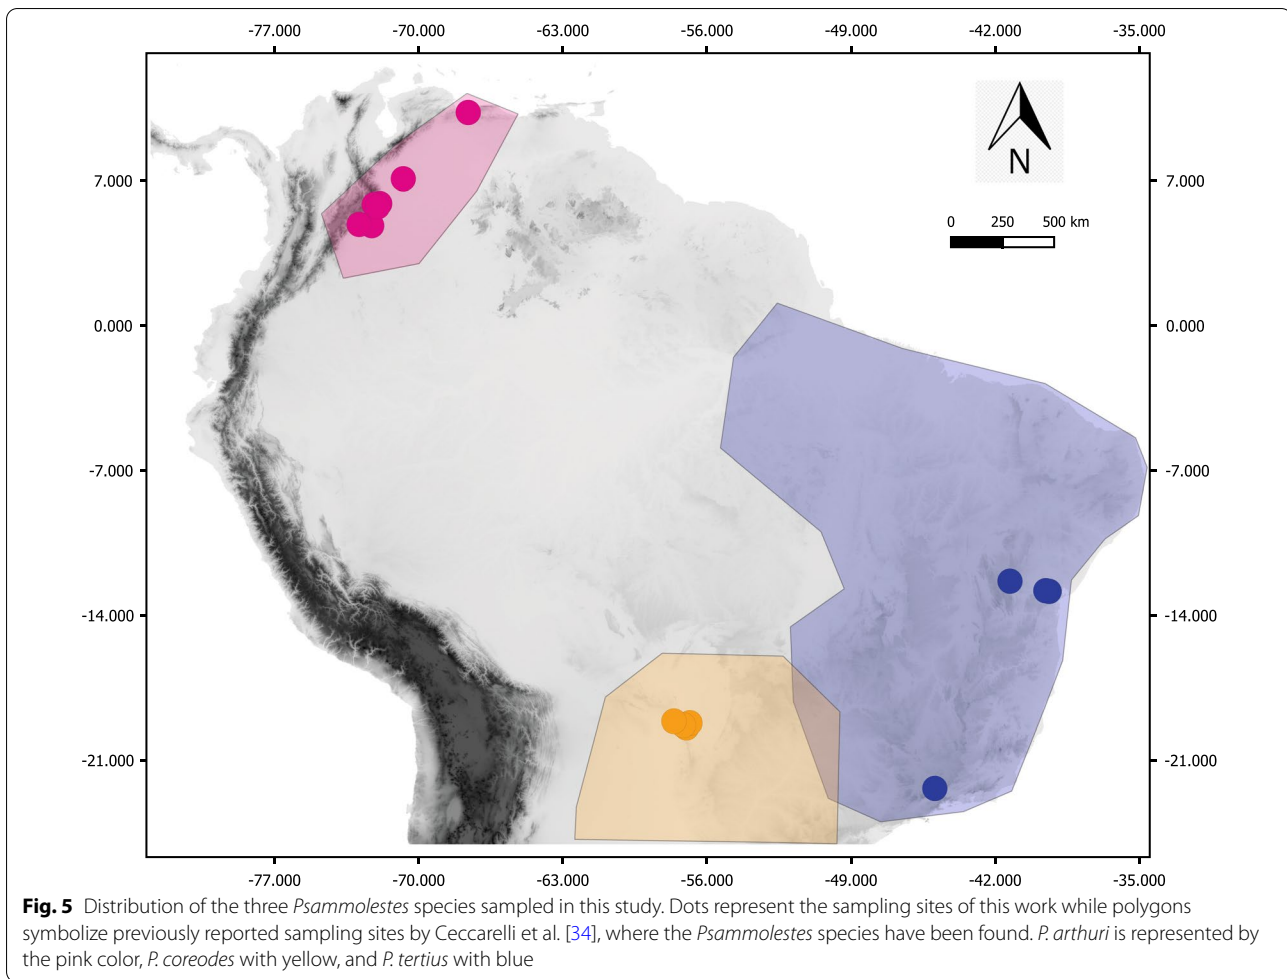 -77.000 -70.000 -63.000 -56.000 -49.000 -42.000 -35.000
N
7.000 7.000
0 250 500 km
0.000 0.000
-7.000 -7.000
-14.000 -14.000
-21.000 -21.000
-77.000 -70.000 -63.000 -56.000 -49.000 -42.000 -35.000
Fig. 5 Distribution of the three Psammolestes species sampled in this study. Dots represent the sampling sites of this work while polygons
symbolize previously reported sampling sites by Ceccarelli et al. [34], where the Psammolestes species have been found. P. arthuri is represented by
the pink color, P. coreodes with yellow, and P. tertius with blue